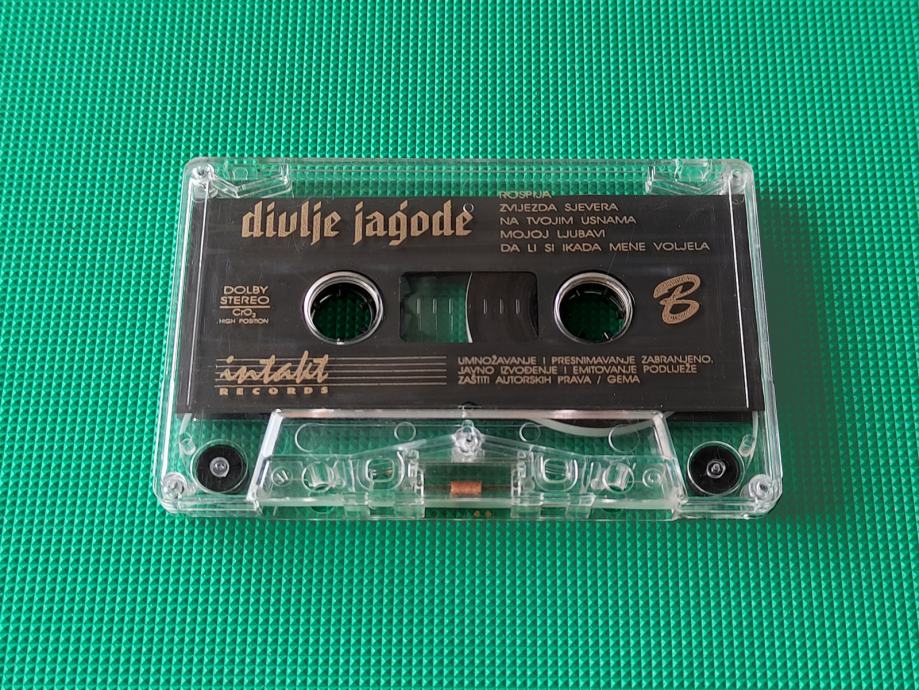 divlje jagode
ROSPIJA
ZVIJEZDA SJEVERA
NA TVOJIM USNAMA
MOJOJ LJUBAVI
DA LI SI IKADA MENE VOLJELA
DOLBY
STEREO
CrO₂
HIGH POSITION
B
intakt
RECORDS
UMNOŽAVANJE I PRESNIMAVANJE ZABRANJENO.
JAVNO IZVOĐENJE I EMITOVANJE PODLIJEŽE
ZAŠTITI AUTORSKIH PRAVA / GEMA